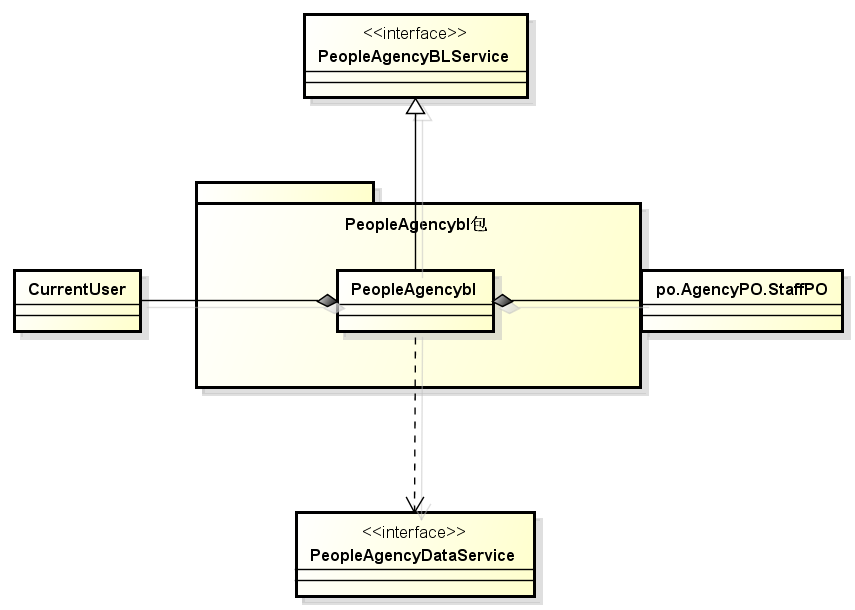 <<interface>>
PeopleAgencyBLService
PeopleAgencybl包
CurrentUser
PeopleAgencybl
po.AgencyPO.StaffPO
<<interface>>
PeopleAgencyDataService